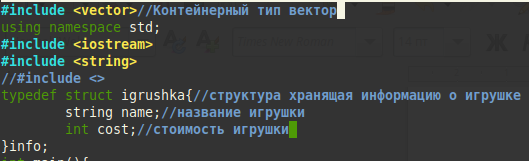 #include <vector>//Контейнерный тип вектор
using namespace std;
#include <iostream>
#include <string>
//#include <>
typedef struct igrushka{//структура хранящая информацию о игрушке
string name;//название игрушки
int cost;//стоимость игрушки
}info;
int main(){